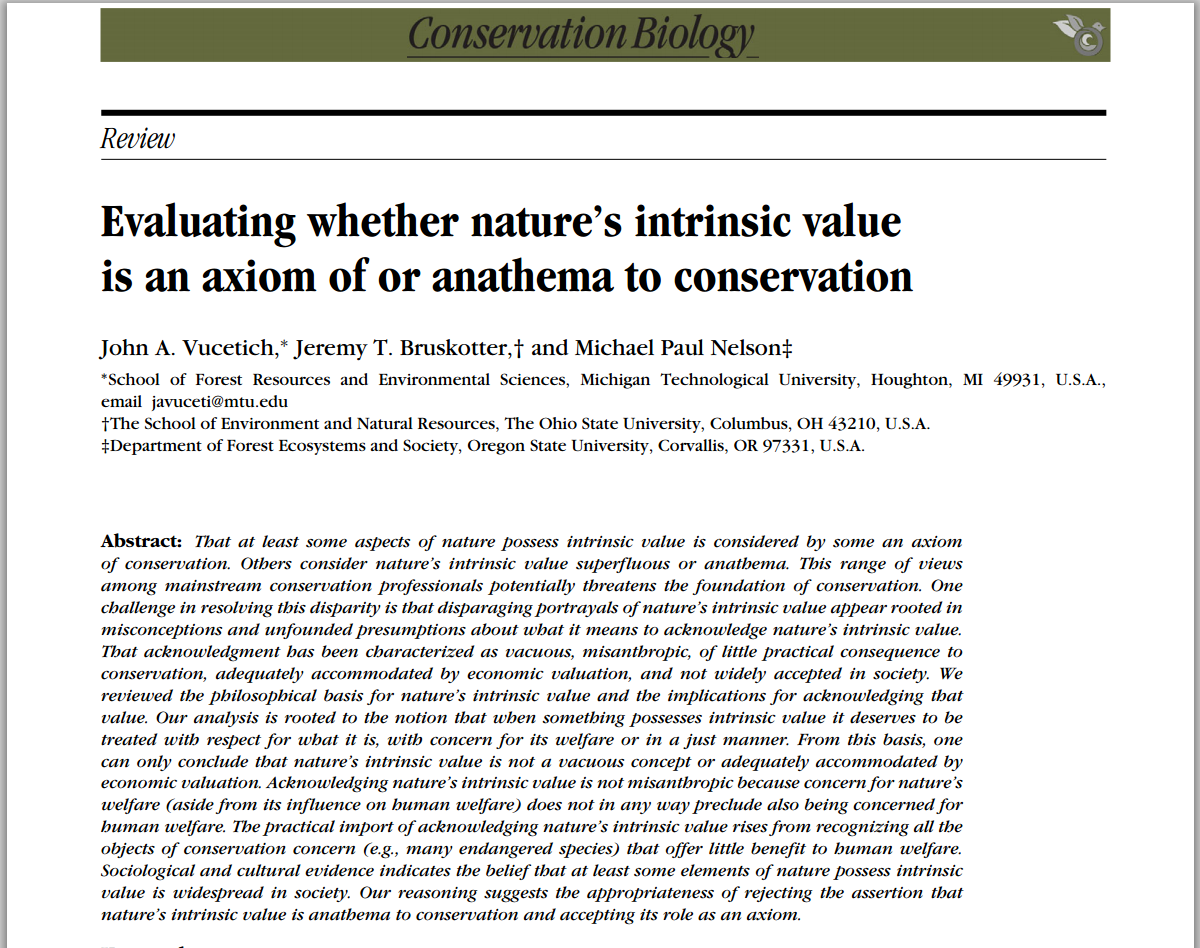 Conservation Biology
Review
Evaluating whether nature's intrinsic value
is an axiom of or anathema to conservation
John A. Vucetich,* Jeremy T. Bruskotter,† and Michael Paul Nelson‡
*School of Forest Resources and Environmental Sciences, Michigan Technological University, Houghton, MI 49931, U.S.A.,
email javuceti@mtu.edu
†The School of Environment and Natural Resources, The Ohio State University, Columbus, OH 43210, U.S.A.
‡Department of Forest Ecosystems and Society, Oregon State University, Corvallis, OR 97331, U.S.A.
Abstract: That at least some aspects of nature possess intrinsic value is considered by some an axiom
of conservation. Others consider nature's intrinsic value superfluous or anathema. This range of views
among mainstream conservation professionals potentially threatens the foundation of conservation. One
challenge in resolving this disparity is that disparaging portrayals of nature's intrinsic value appear rooted in
misconceptions and unfounded presumptions about what it means to acknowledge nature's intrinsic value.
That acknowledgment has been characterized as vacuous, misanthropic, of little practical consequence to
conservation, adequately accommodated by economic valuation, and not widely accepted in society. We
reviewed the philosophical basis for nature's intrinsic value and the implications for acknowledging that
value. Our analysis is rooted to the notion that when something possesses intrinsic value it deserves to be
treated with respect for what it is, with concern for its welfare or in a just manner. From this basis, one
can only conclude that nature's intrinsic value is not a vacuous concept or adequately accommodated by
economic valuation. Acknowledging nature's intrinsic value is not misanthropic because concern for nature's
welfare (aside from its influence on human welfare) does not in any way preclude also being concerned for
human welfare. The practical import of acknowledging nature's intrinsic value rises from recognizing all the
objects of conservation concern (e.g., many endangered species) that offer little benefit to human welfare.
Sociological and cultural evidence indicates the belief that at least some elements of nature possess intrinsic
value is widespread in society. Our reasoning suggests the appropriateness of rejecting the assertion that
nature's intrinsic value is anathema to conservation and accepting its role as an axiom.